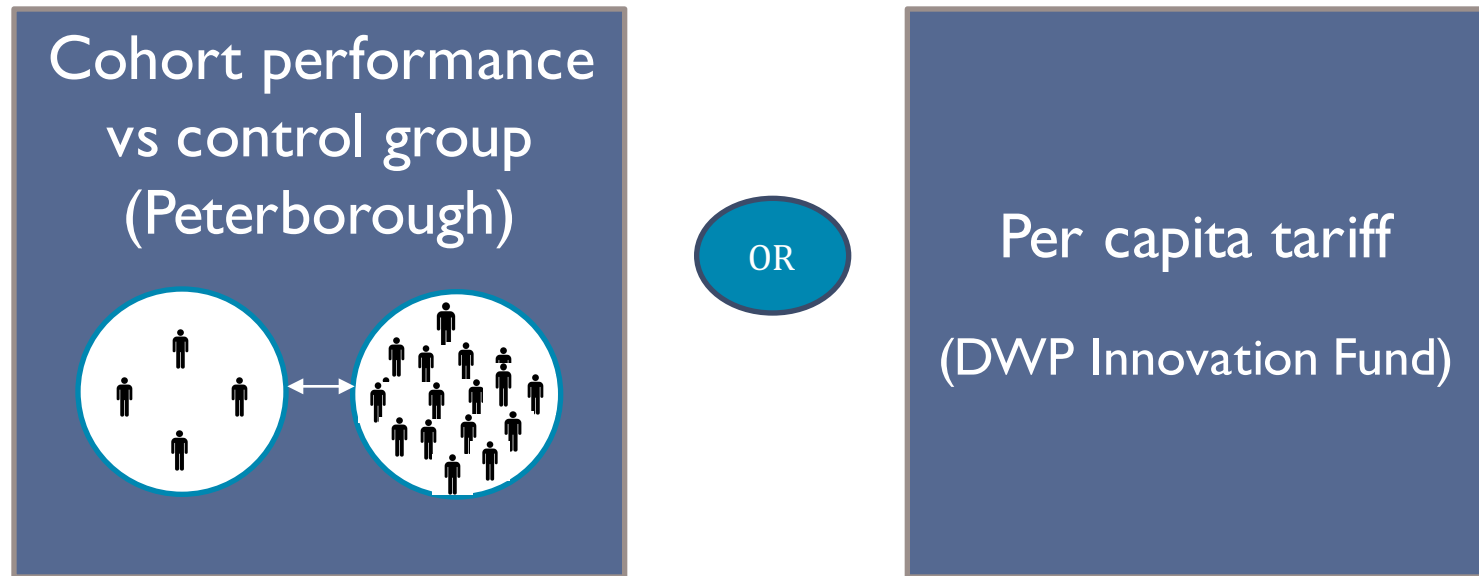 Cohort performance
vs control group
(Peterborough)
OR
Per capita tariff
(DWP Innovation Fund)